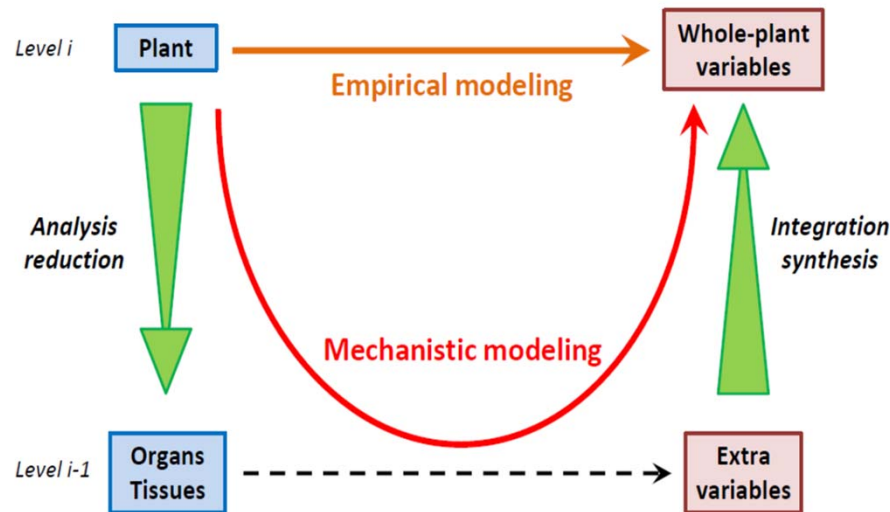 Level i
Plant
Whole-plant
variables
Empirical modeling
Analysis
reduction
Integration
synthesis
Mechanistic modeling
Level i-1
Organs
Tissues
Extra
variables